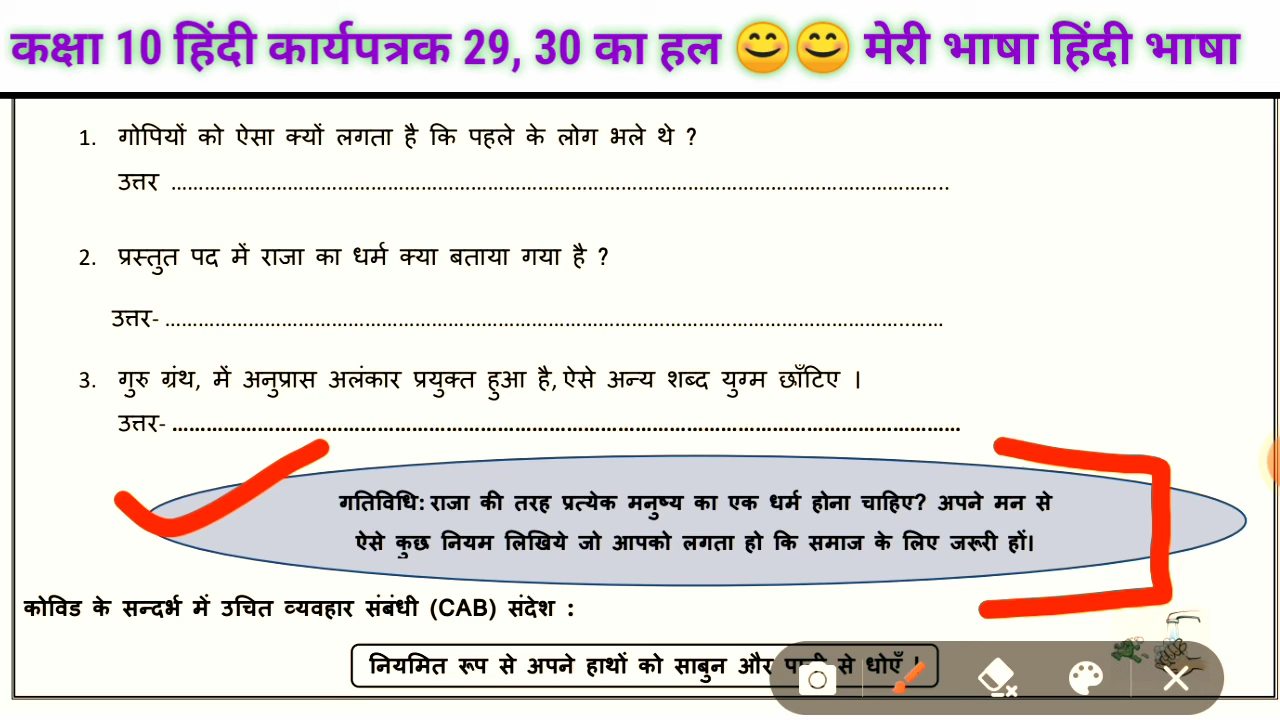 कक्षा 10 हिंदी कार्यपत्रक 29, 30 का हल 😊😊 मेरी भाषा हिंदी भाषा
1. गोपियों को ऐसा क्यों लगता है कि पहले के लोग भले थे ?
उत्तर ………………………………………………………………………………………………………………………..
2. प्रस्तुत पद में राजा का धर्म क्या बताया गया है ?
उत्तर- …………………………………………………………………………………………………………………..……
3. गुरु ग्रंथ, में अनुप्रास अलंकार प्रयुक्त हुआ है, ऐसे अन्य शब्द युग्म छाँटिए ।
उत्तर- ……………………………………………………………………………………………………………………………
गतिविधि: राजा की तरह प्रत्येक मनुष्य का एक धर्म होना चाहिए? अपने मन से
ऐसे कुछ नियम लिखिये जो आपको लगता हो कि समाज के लिए जरूरी हों।
कोविड के सन्दर्भ में उचित व्यवहार संबंधी (CAB) संदेश :
नियमित रूप से अपने हाथों को साबुन और पानी से धोएँ !